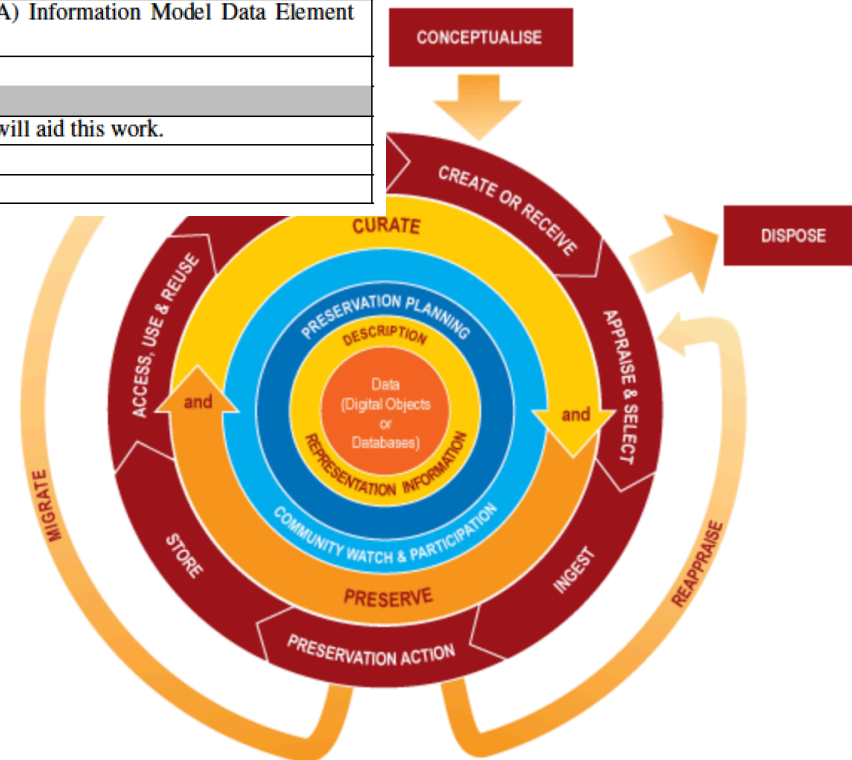 A) Information Model Data Element
will aid this work.
CONCEPTUALISE
CREATE OR RECEIVE
DISPOSE
CURATE
ACCESS, USE & REUSE
APPRAISE & SELECT
PRESERVATION PLANNING
DESCRIPTION
Data
(Digital Objects
or
Databases)
and
and
REPRESENTATION INFORMATION
COMMUNITY WATCH & PARTICIPATION
MIGRATE
STORE
INGEST
REAPPRAISE
PRESERVE
PRESERVATION ACTION